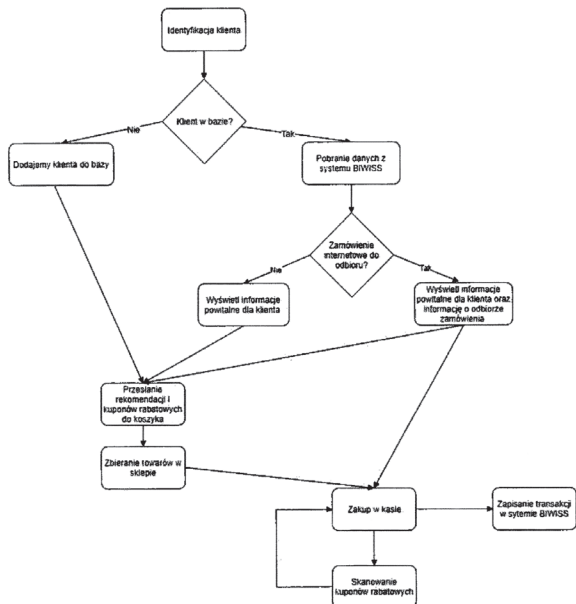 Identyfikacja klienta
Klient w bazie?
Nie
Tak
Dodajemy klienta do bazy
Pobranie danych z
systemu BIWISS
Zamówienie
internetowe do
odbioru?
Nie
Tak
Wyświetl informacje
powitalne dla klienta
Wyświetl informacje
powitalne dla klienta oraz
informację o odbiorze
zamówienia
Przesłanie
rekomendacji i
kuponów rabatowych
do koszyka
Zbieranie towarów w
sklepie
Zakup w kasie
Zapisanie transakcji
w sytemie BIWISS
Skanowanie
kuponów rabatowych